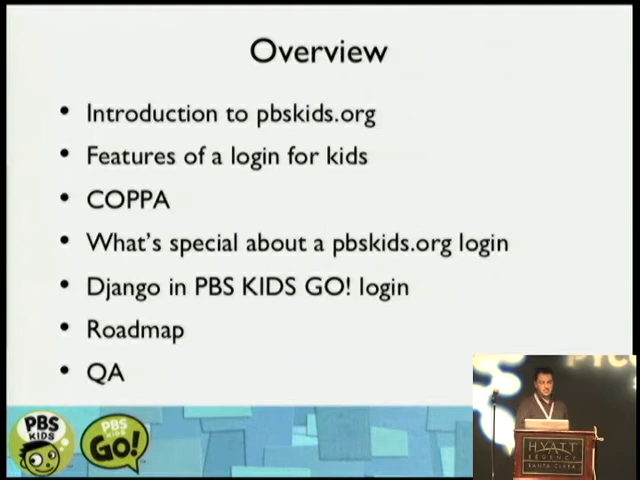 Overview
• Introduction to pbskids.org
• Features of a login for kids
• COPPA
• What's special about a pbskids.org login
• Django in PBS KIDS GO! login
• Roadmap
• QA
PBS
KIDS
PBS
KIDS
GO!
HYATT
REGENCY
SANTA CLARA